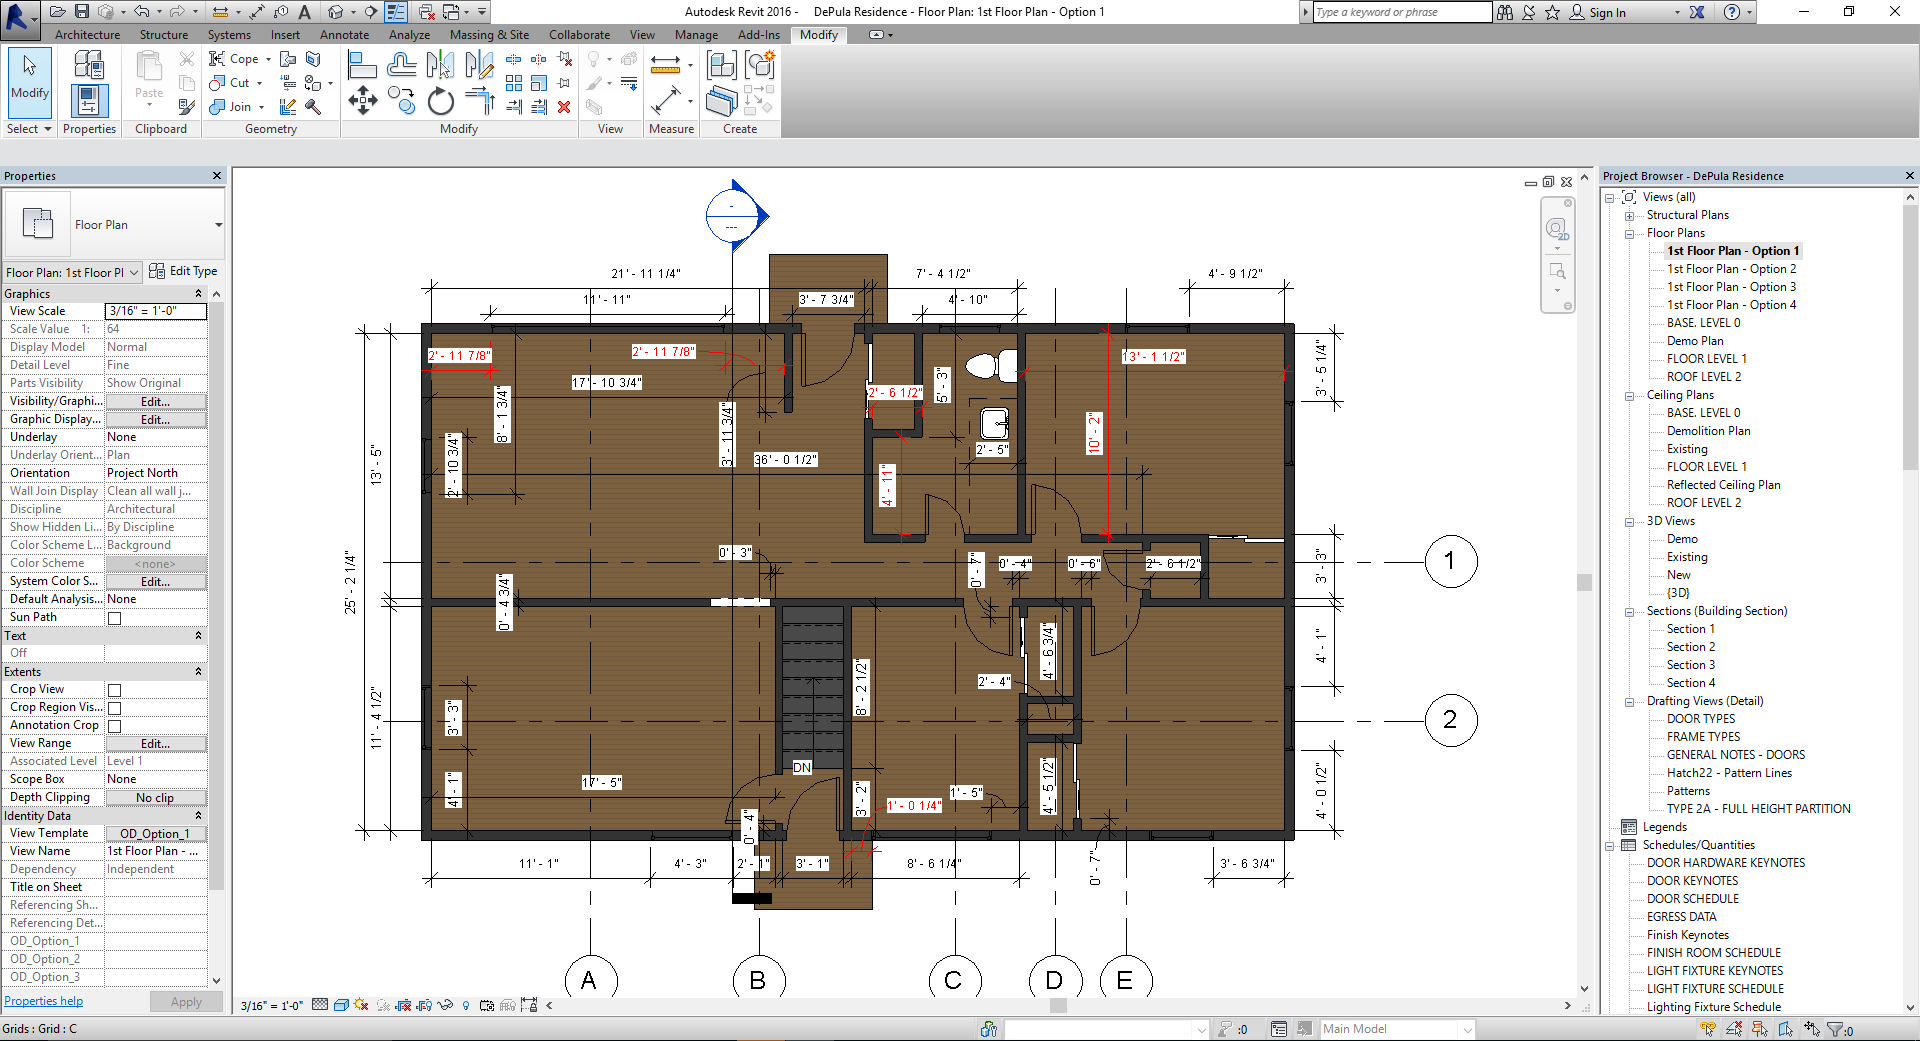 Autodesk Revit 2016 - DePula Residence - Floor Plan: 1st Floor Plan - Option 1
Type a keyword or phrase
Sign In
Architecture Structure Systems Insert Annotate Analyze Massing & Site Collaborate View Manage Add-Ins Modify
Modify
Paste
Cope
Cut
Join
Select Properties Clipboard Geometry Modify View Measure Create
Properties
Floor Plan
Floor Plan: 1st Floor Pl
Edit Type
Graphics
View Scale 3/16" = 1'-0"
Scale Value 1: 64
Display Model Normal
Detail Level Fine
Parts Visibility Show Original
Visibility/Graphi... Edit...
Graphic Display... Edit...
Underlay None
Underlay Orient... Plan
Orientation Project North
Wall Join Display Clean all wall j...
Discipline Architectural
Show Hidden Li... By Discipline
Color Scheme L... Background
Color Scheme <none>
System Color S... Edit...
Default Analysis... None
Sun Path
Text
Off
Extents
Crop View
Crop Region Vis...
Annotation Crop
View Range Edit...
Associated Level Level 1
Scope Box None
Depth Clipping No clip
Identity Data
View Template OD_Option_1
View Name 1st Floor Plan - ...
Dependency Independent
Title on Sheet
Referencing Sh...
Referencing Det...
OD_Option_1
OD_Option_2
OD_Option_3
Properties help
Apply
-
---
21' - 11 1/4"
7' - 4 1/2"
4' - 9 1/2"
11' - 11"
3' - 7 3/4"
4' - 10"
2' - 11 7/8"
2' - 11 7/8"
13' - 1 1/2"
3' - 5 1/4"
17' - 10 3/4"
2' - 6 1/2"
5' - 3"
8' - 1 3/4"
3' - 11 3/4"
10' - 2"
2' - 5"
36' - 0 1/2"
2' - 10 3/4"
13' - 5"
4' - 11"
0' - 3"
0' - 7"
0' - 4"
0' - 6"
2' - 6 1/2"
3' - 3"
1
25' - 2 1/4"
0' - 4 3/4"
4' - 1"
4' - 6 3/4"
2' - 4"
8' - 2 1/2"
11' - 4 1/2"
3' - 3"
2
DN
17' - 5"
4' - 1"
3' - 2"
1' - 5"
1' - 0 1/4"
4' - 5 1/2"
4' - 0 1/2"
0' - 4"
11' - 1"
4' - 3"
2' - 1"
3' - 1"
8' - 6 1/4"
0' - 7"
3' - 6 3/4"
A B C D E
2D
3/16" = 1'-0"
Project Browser - DePula Residence
Views (all)
Structural Plans
Floor Plans
1st Floor Plan - Option 1
1st Floor Plan - Option 2
1st Floor Plan - Option 3
1st Floor Plan - Option 4
BASE. LEVEL 0
Demo Plan
FLOOR LEVEL 1
ROOF LEVEL 2
Ceiling Plans
BASE. LEVEL 0
Demolition Plan
Existing
FLOOR LEVEL 1
Reflected Ceiling Plan
ROOF LEVEL 2
3D Views
Demo
Existing
New
{3D}
Sections (Building Section)
Section 1
Section 2
Section 3
Section 4
Drafting Views (Detail)
DOOR TYPES
FRAME TYPES
GENERAL NOTES - DOORS
Hatch22 - Pattern Lines
Patterns
TYPE 2A - FULL HEIGHT PARTITION
Legends
Schedules/Quantities
DOOR HARDWARE KEYNOTES
DOOR KEYNOTES
DOOR SCHEDULE
EGRESS DATA
Finish Keynotes
FINISH ROOM SCHEDULE
LIGHT FIXTURE KEYNOTES
LIGHT FIXTURE SCHEDULE
Lighting Fixture Schedule
Grids : Grid : C
:0
Main Model
:0